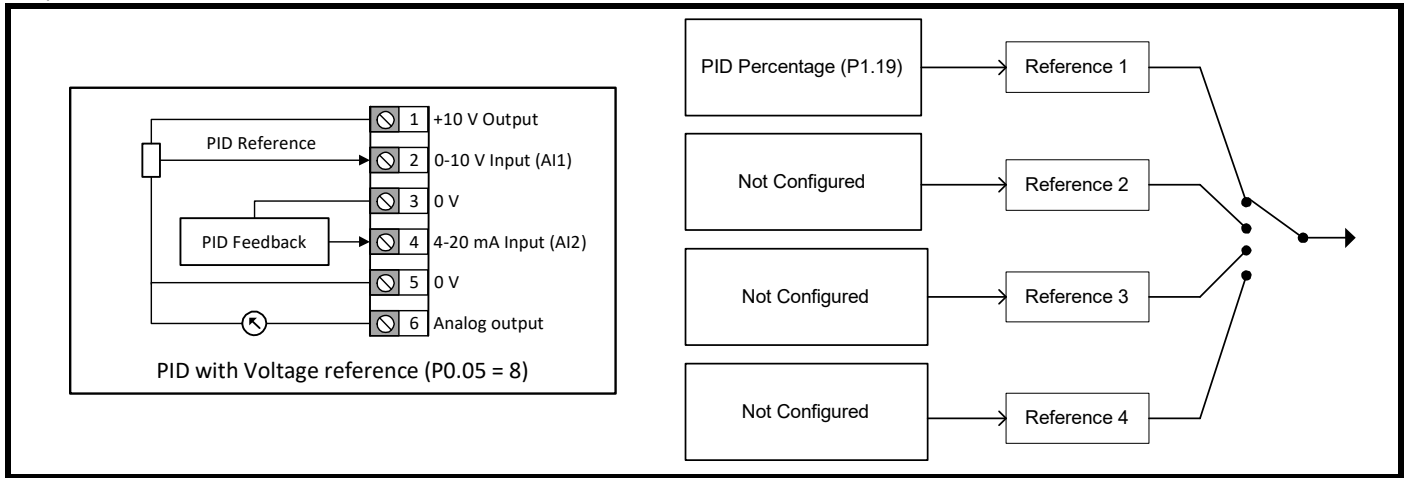 PID Reference
PID Feedback
1 +10 V Output
2 0-10 V Input (AI1)
3 0 V
4 4-20 mA Input (AI2)
5 0 V
6 Analog output
PID with Voltage reference (P0.05 = 8)
PID Percentage (P1.19)
Reference 1
Not Configured
Reference 2
Not Configured
Reference 3
Not Configured
Reference 4